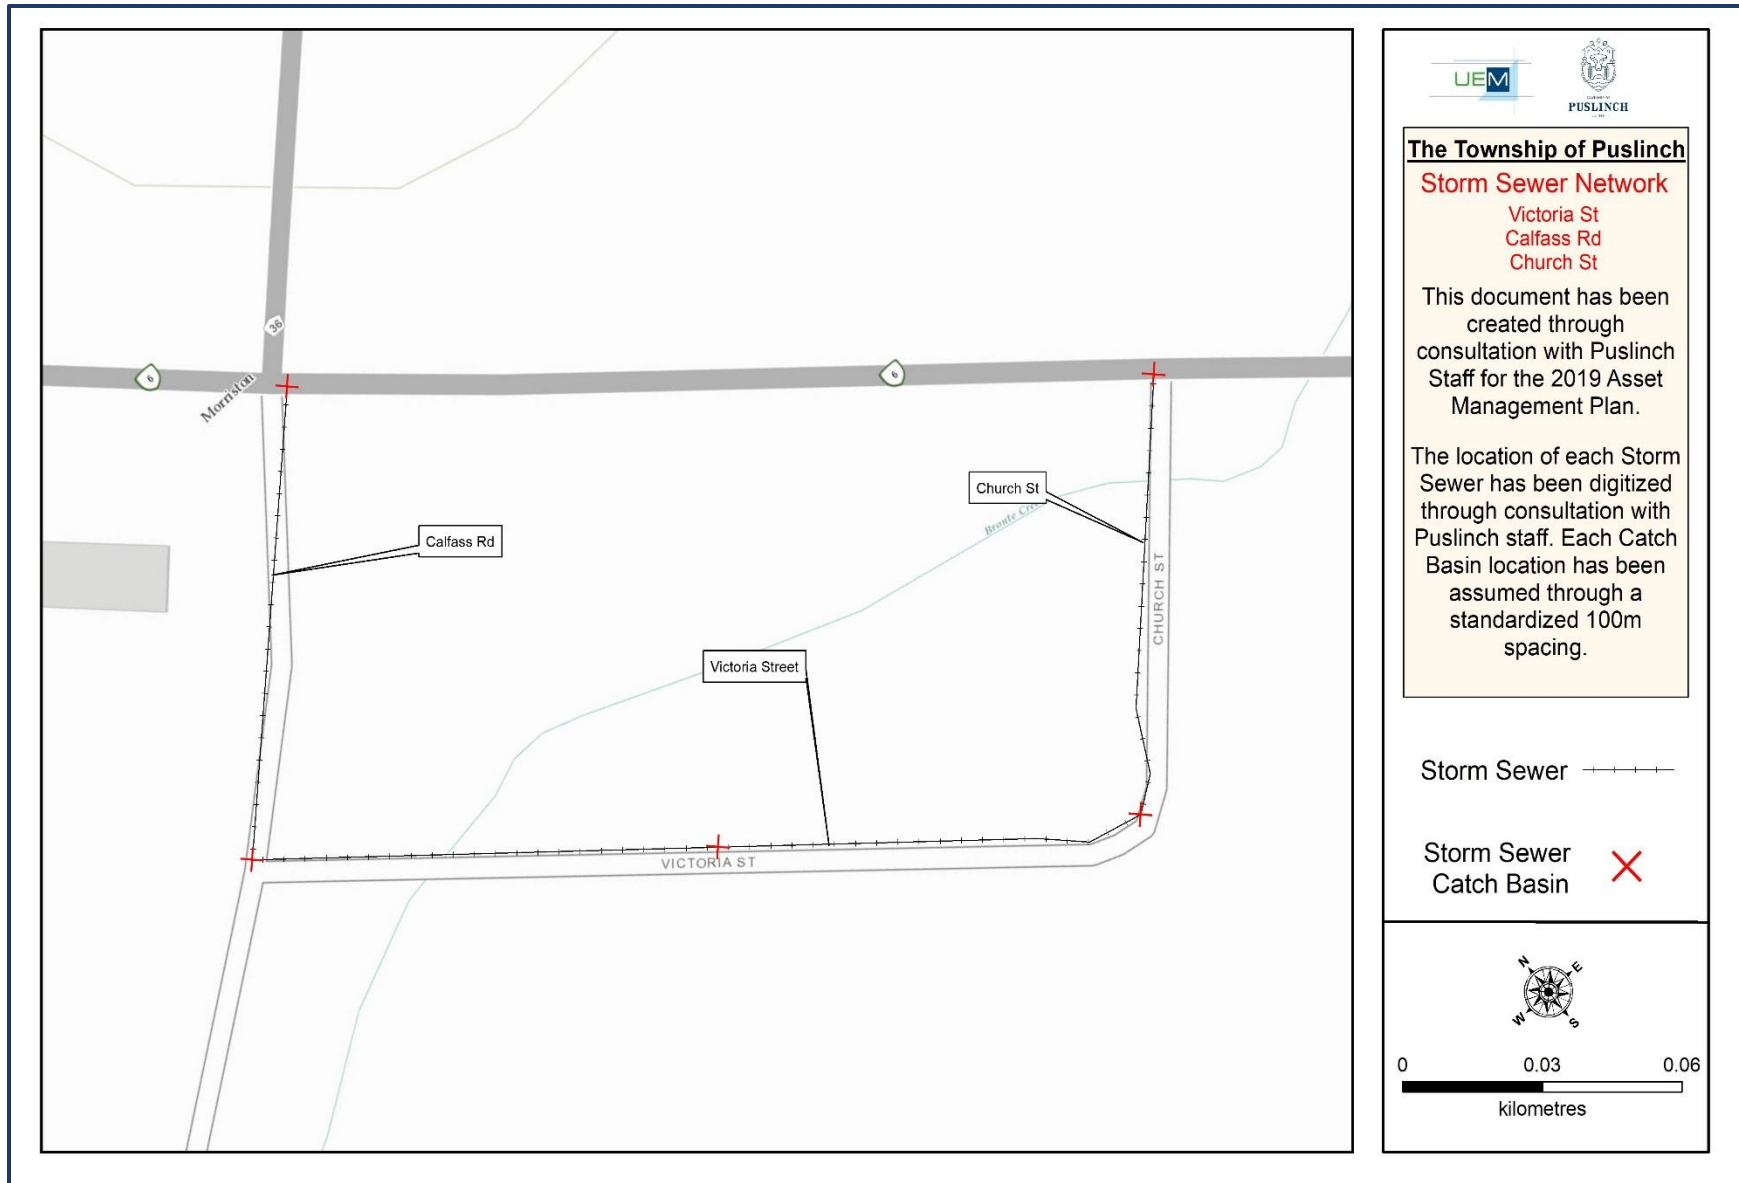 36
6
6
Morriston
Church St
Bronte Cre
Calfass Rd
CHURCH ST
Victoria Street
VICTORIA ST
UEM
PUSLINCH
The Township of Puslinch
Storm Sewer Network
Victoria St
Calfass Rd
Church St
This document has been
created through
consultation with Puslinch
Staff for the 2019 Asset
Management Plan.
The location of each Storm
Sewer has been digitized
through consultation with
Puslinch staff. Each Catch
Basin location has been
assumed through a
standardized 100m
spacing.
Storm Sewer
Storm Sewer
Catch Basin
N E
W S
0 0.03 0.06
kilometres